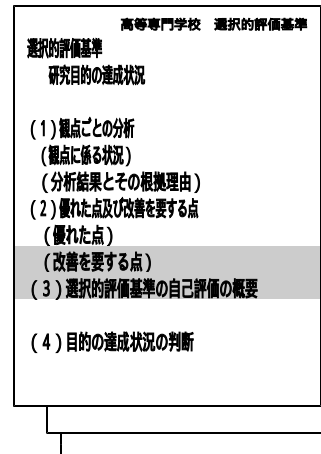 高等専門学校 選択的評価基準
選択的評価基準
研究目的の達成状況
(1)観点ごとの分析
(観点に係る状況)
(分析結果とその根拠理由)
(2)優れた点及び改善を要する点
(優れた点)
(改善を要する点)
(3)選択的評価基準の自己評価の概要
(4)目的の達成状況の判断